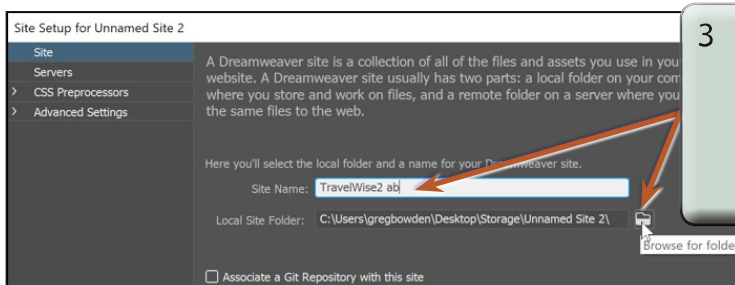 Site Setup for Unnamed Site 2
3
Site
Servers
> CSS Preprocessors
> Advanced Settings
A Dreamweaver site is a collection of all of the files and assets you use in you
website. A Dreamweaver site usually has two parts: a local folder on your com
where you store and work on files, and a remote folder on a server where you
the same files to the web.
Here you'll select the local folder and a name for your Dreamweaver site.
Site Name: TravelWise2 ab
Local Site Folder: C:\Users\gregbowden\Desktop\Storage\Unnamed Site 2\
Browse for folde
Associate a Git Repository with this site